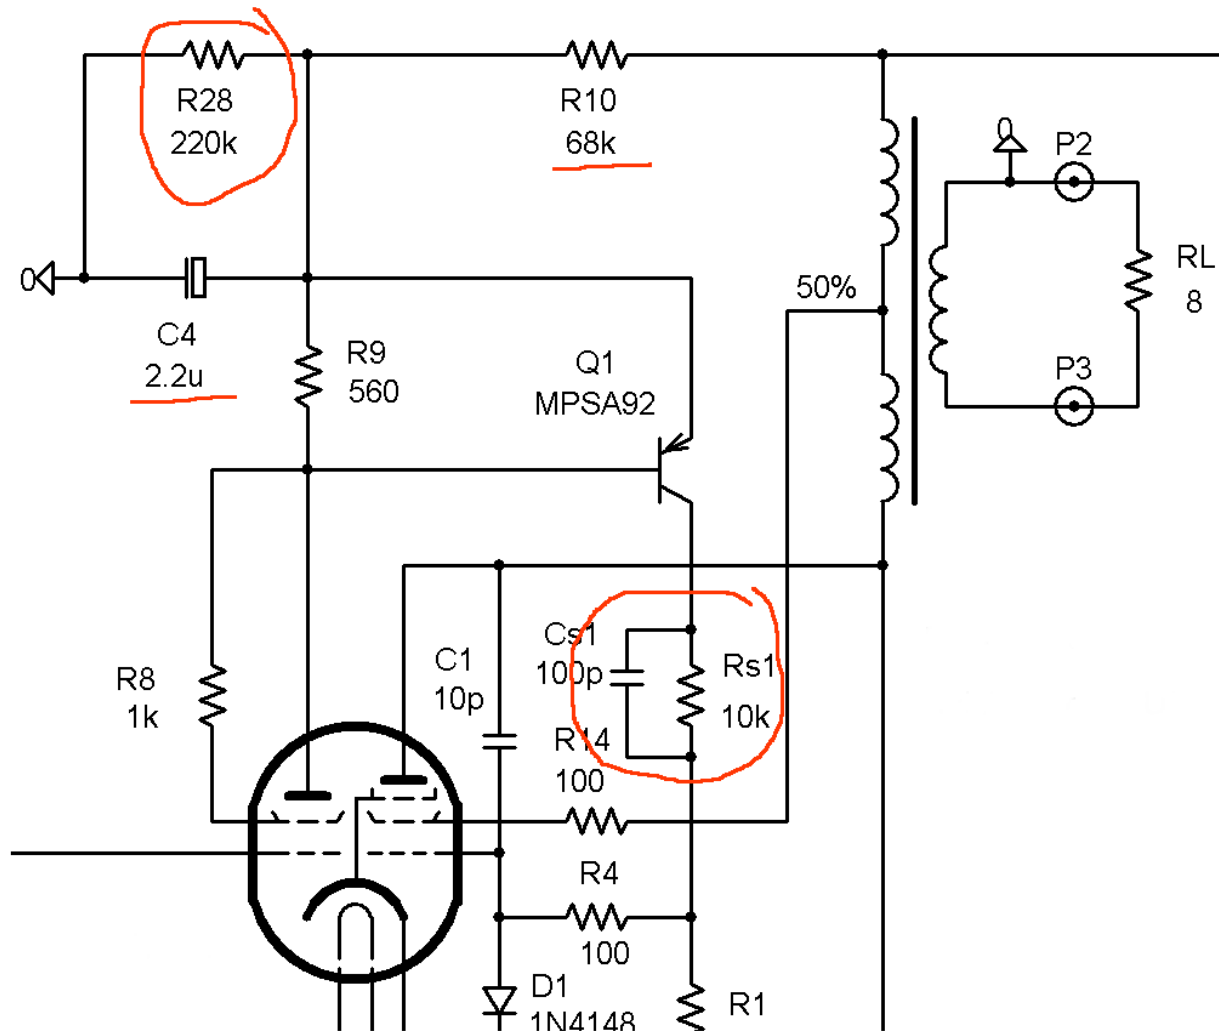 R28
220k
R10
68k
0
P2
0
C4
2.2u
R9
560
Q1
MPSA92
50%
RL
8
P3
R8
1k
C1
10p
Cs1
100p
Rs1
10k
R14
100
R4
100
D1
1N4148
R1